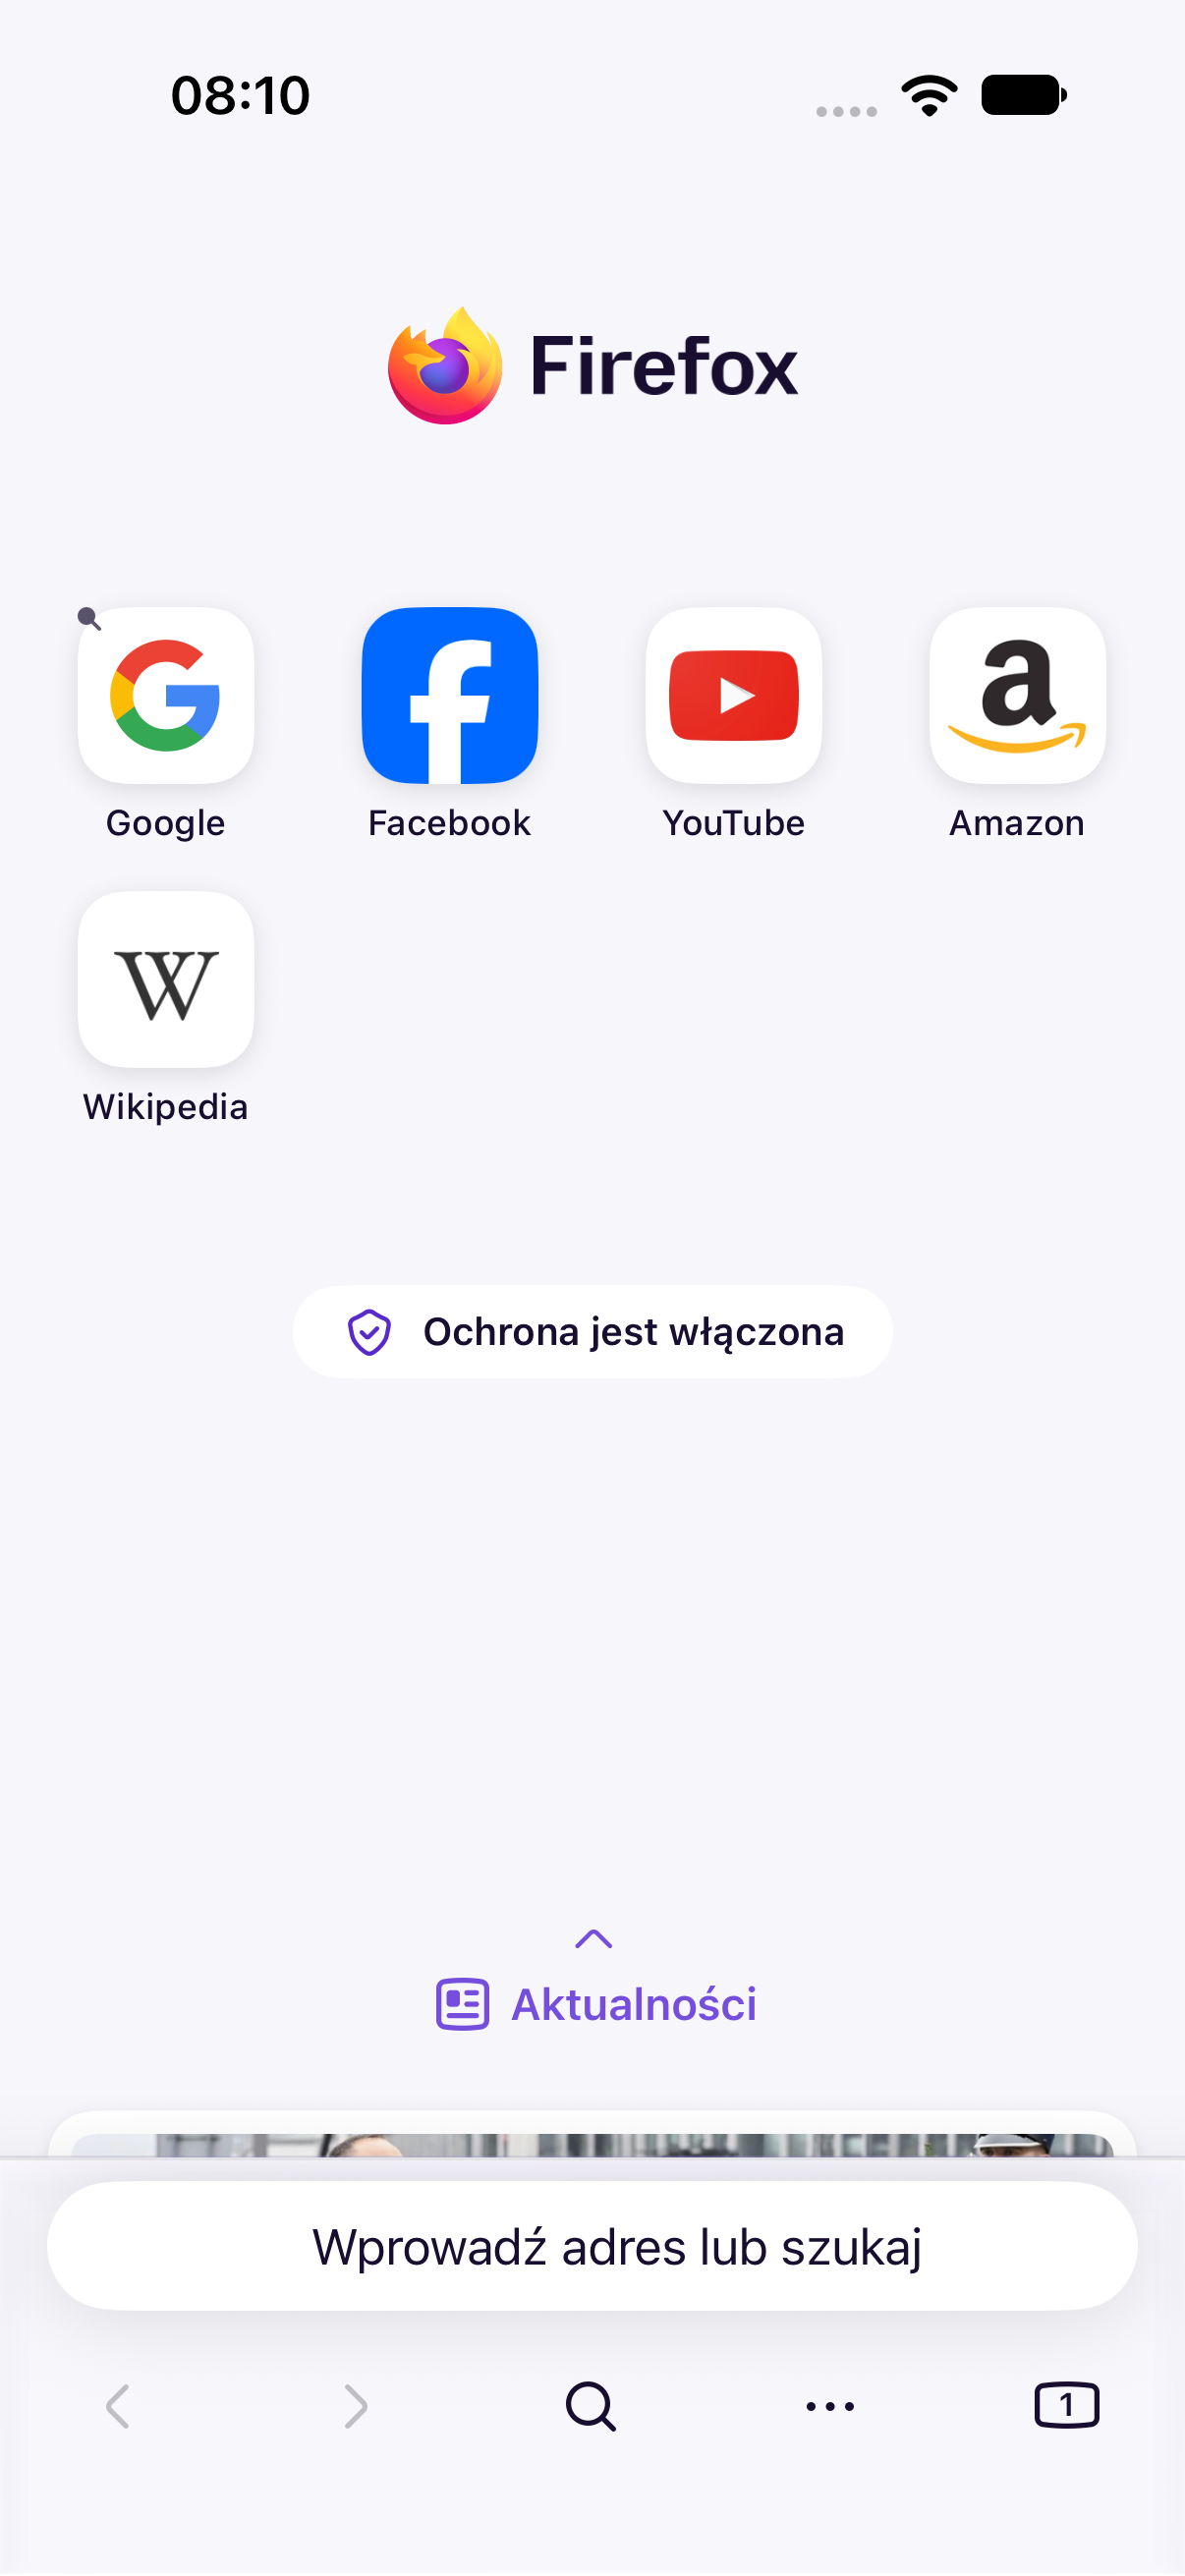 08:10
Firefox
Google
Facebook
YouTube
Amazon
W
Wikipedia
Ochrona jest włączona
Aktualności
Wprowadź adres lub szukaj
1